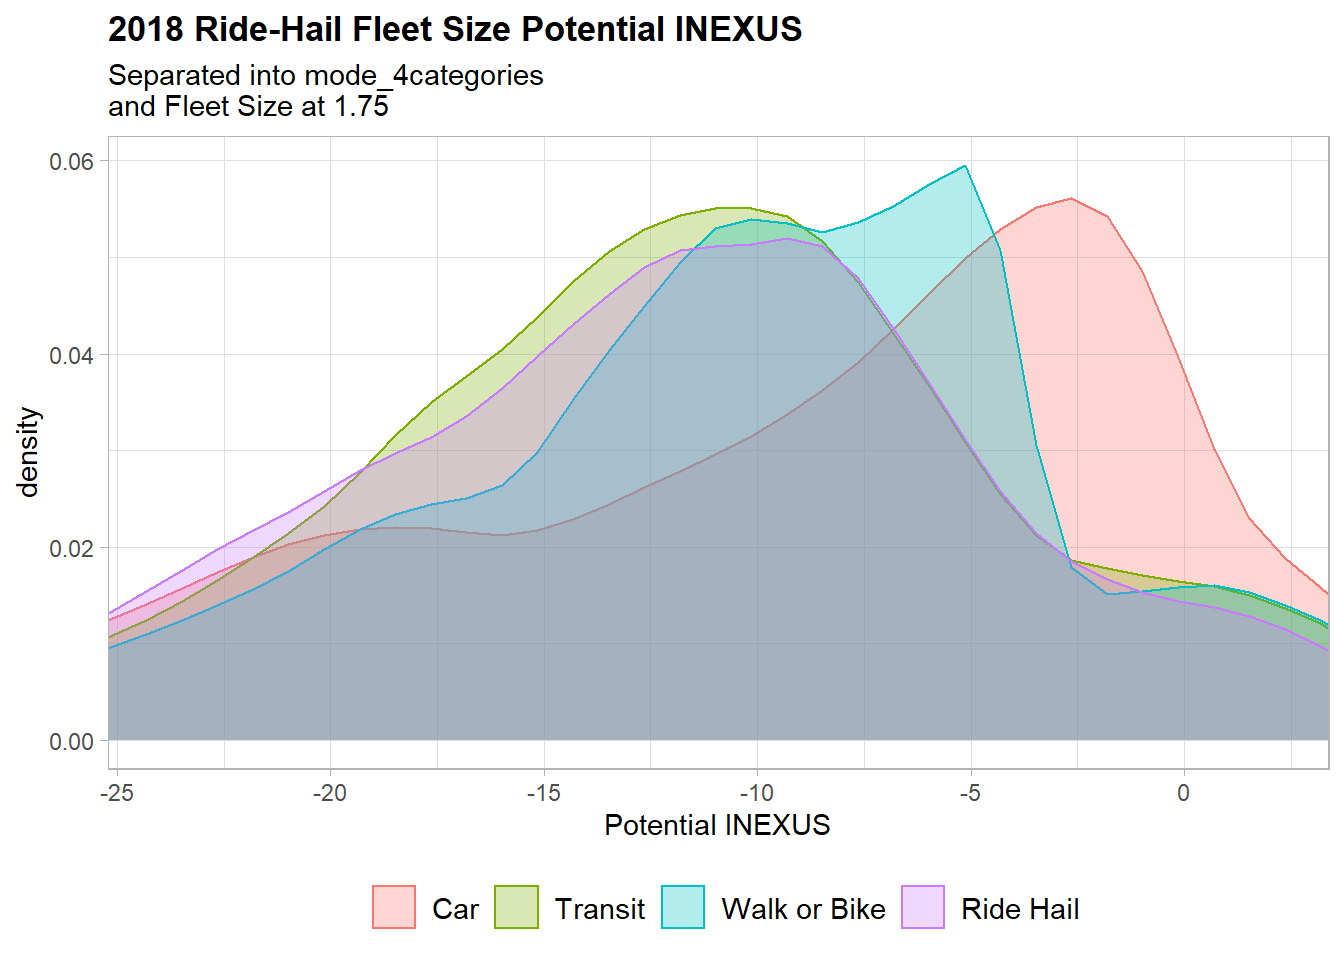 2018 Ride-Hail Fleet Size Potential INEXUS
Separated into mode_4categories
and Fleet Size at 1.75
0.06
0.04
0.02
0.00
density
-25 -20 -15 -10 -5 0
Potential INEXUS
Car Transit Walk or Bike Ride Hail